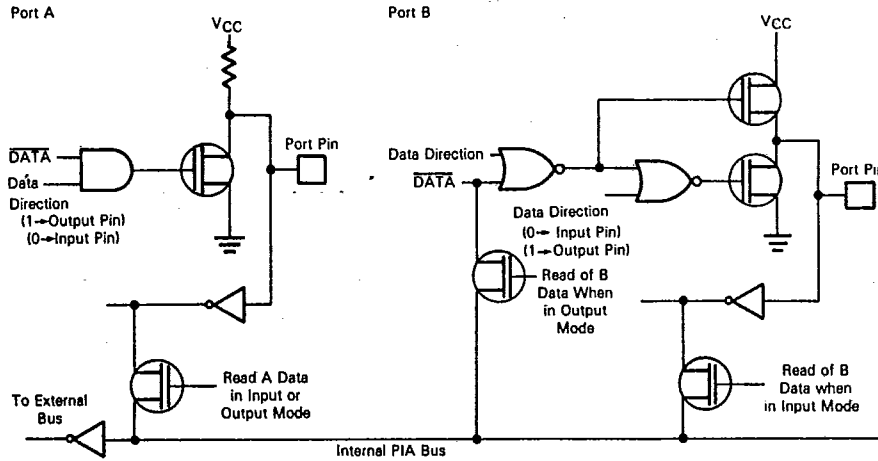 Port A
VCC
DATA
Data
Direction
(1→Output Pin)
(0→Input Pin)
Port Pin
Read A Data
in Input or
Output Mode
To External
Bus
Internal PIA Bus
Port B
VCC
Data Direction
DATA
Data Direction
(0→ Input Pin)
(1→ Output Pin)
Port Pi
Read of B
Data When
in Output
Mode
Read of B
Data when
in Input Mode